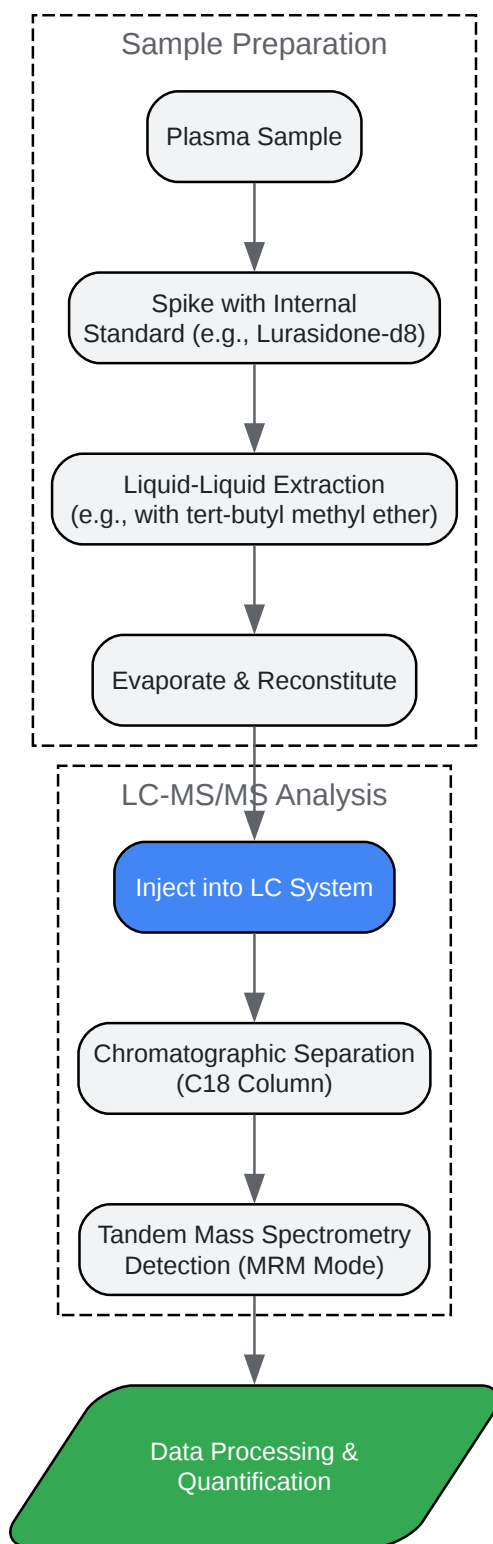 Sample Preparation
Plasma Sample
Spike with Internal
Standard (e.g., Lurasidone-d8)
Liquid-Liquid Extraction
(e.g., with tert-butyl methyl ether)
Evaporate & Reconstitute
LC-MS/MS Analysis
Inject into LC System
Chromatographic Separation
(C18 Column)
Tandem Mass Spectrometry
Detection (MRM Mode)
Data Processing &
Quantification